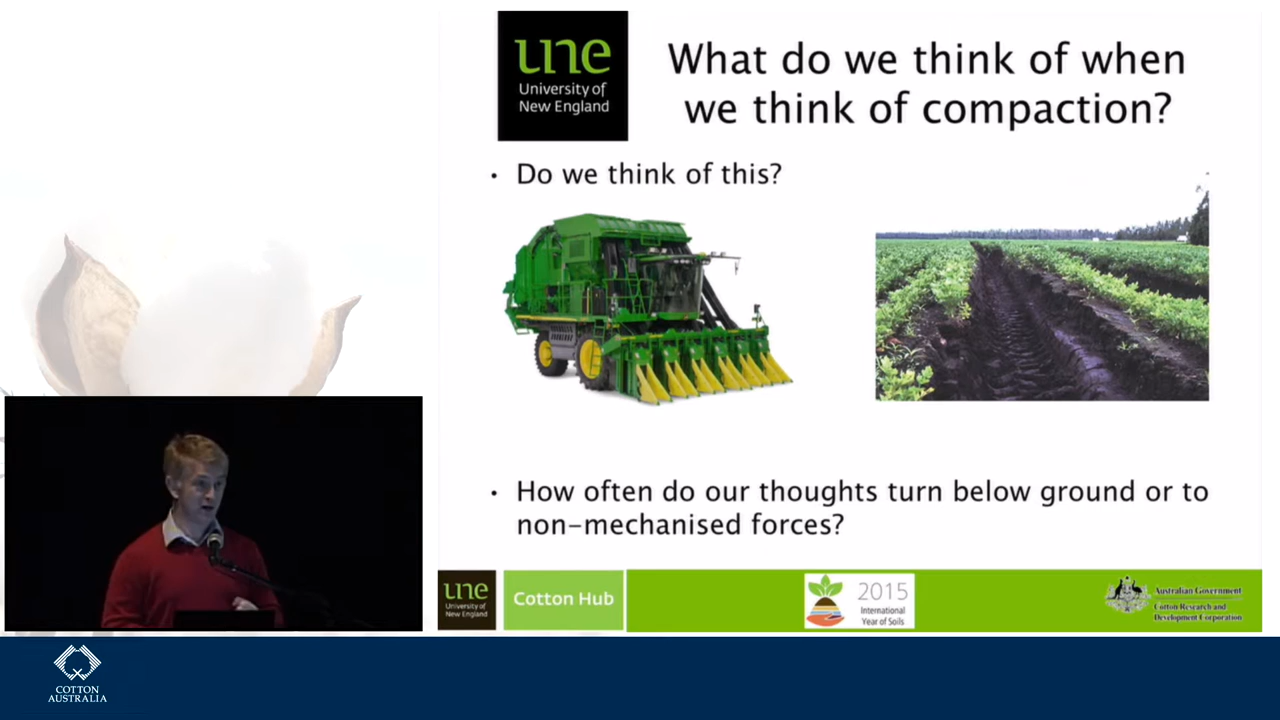 une
University of
New England
What do we think of when
we think of compaction?
• Do we think of this?
• How often do our thoughts turn below ground or to
non-mechanised forces?
une
University of
New England
Cotton Hub
2015
International
Year of Soils
Australian Government
Cotton Research and
Development Corporation
COTTON
AUSTRALIA